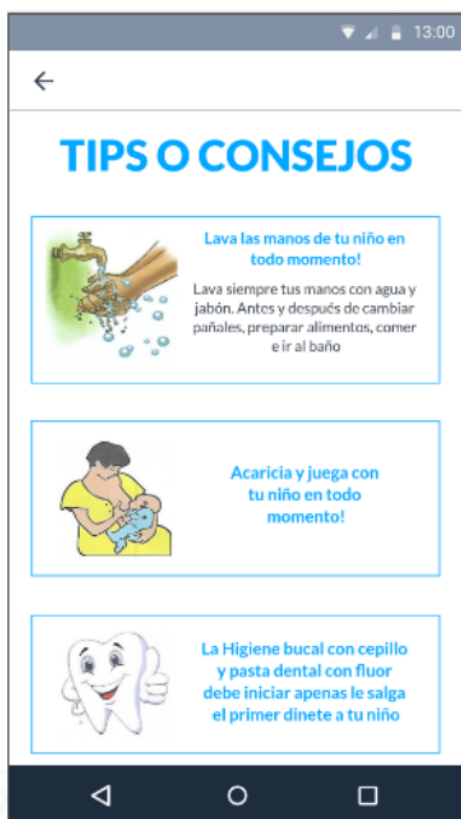 13:00
TIPS O CONSEJOS
Lava las manos de tu niño en
todo momento!
Lava siempre tus manos con agua y
jabón. Antes y después de cambiar
pañales, preparar alimentos, comer
e ir al baño
Acaricia y juega con
tu niño en todo
momento!
La Higiene bucal con cepillo
y pasta dental con fluor
debe iniciar apenas le salga
el primer dinete a tu niño